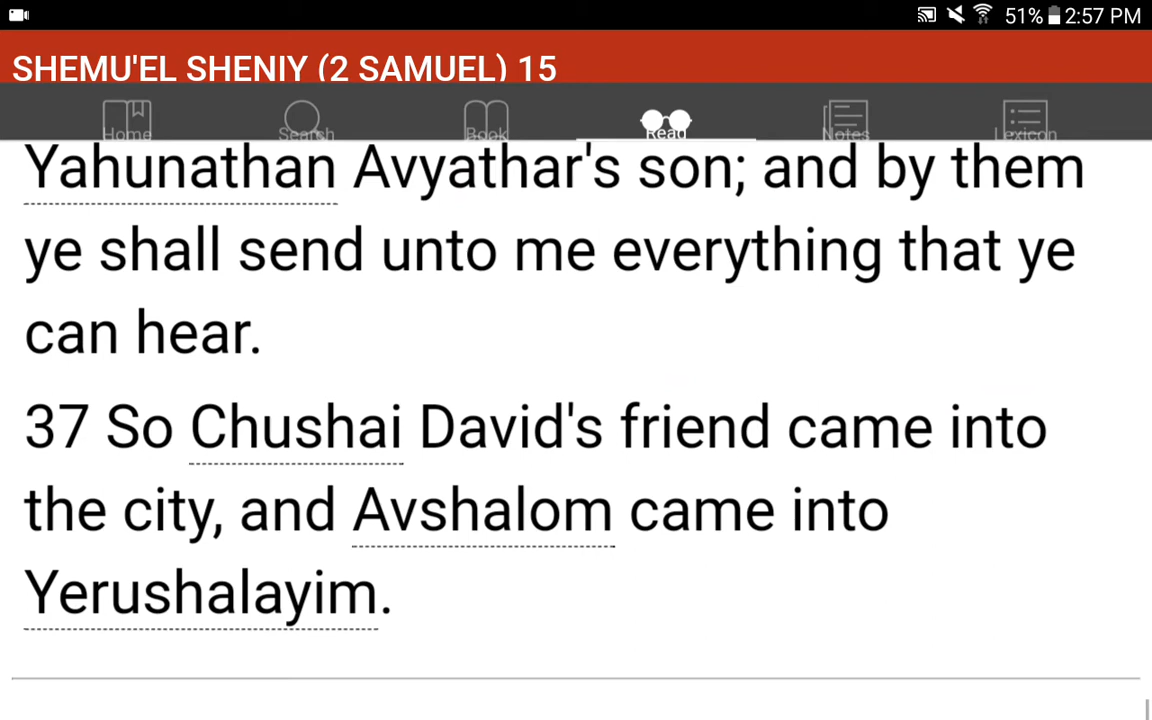 51% 2:57 PM
SHEMU'EL SHENIY (2 SAMUEL) 15
Home Search Book Read Notes Lexicon
Yahunathan Avyathar's son; and by them
ye shall send unto me everything that ye
can hear.
37 So Chushai David's friend came into
the city, and Avshalom came into
Yerushalayim.